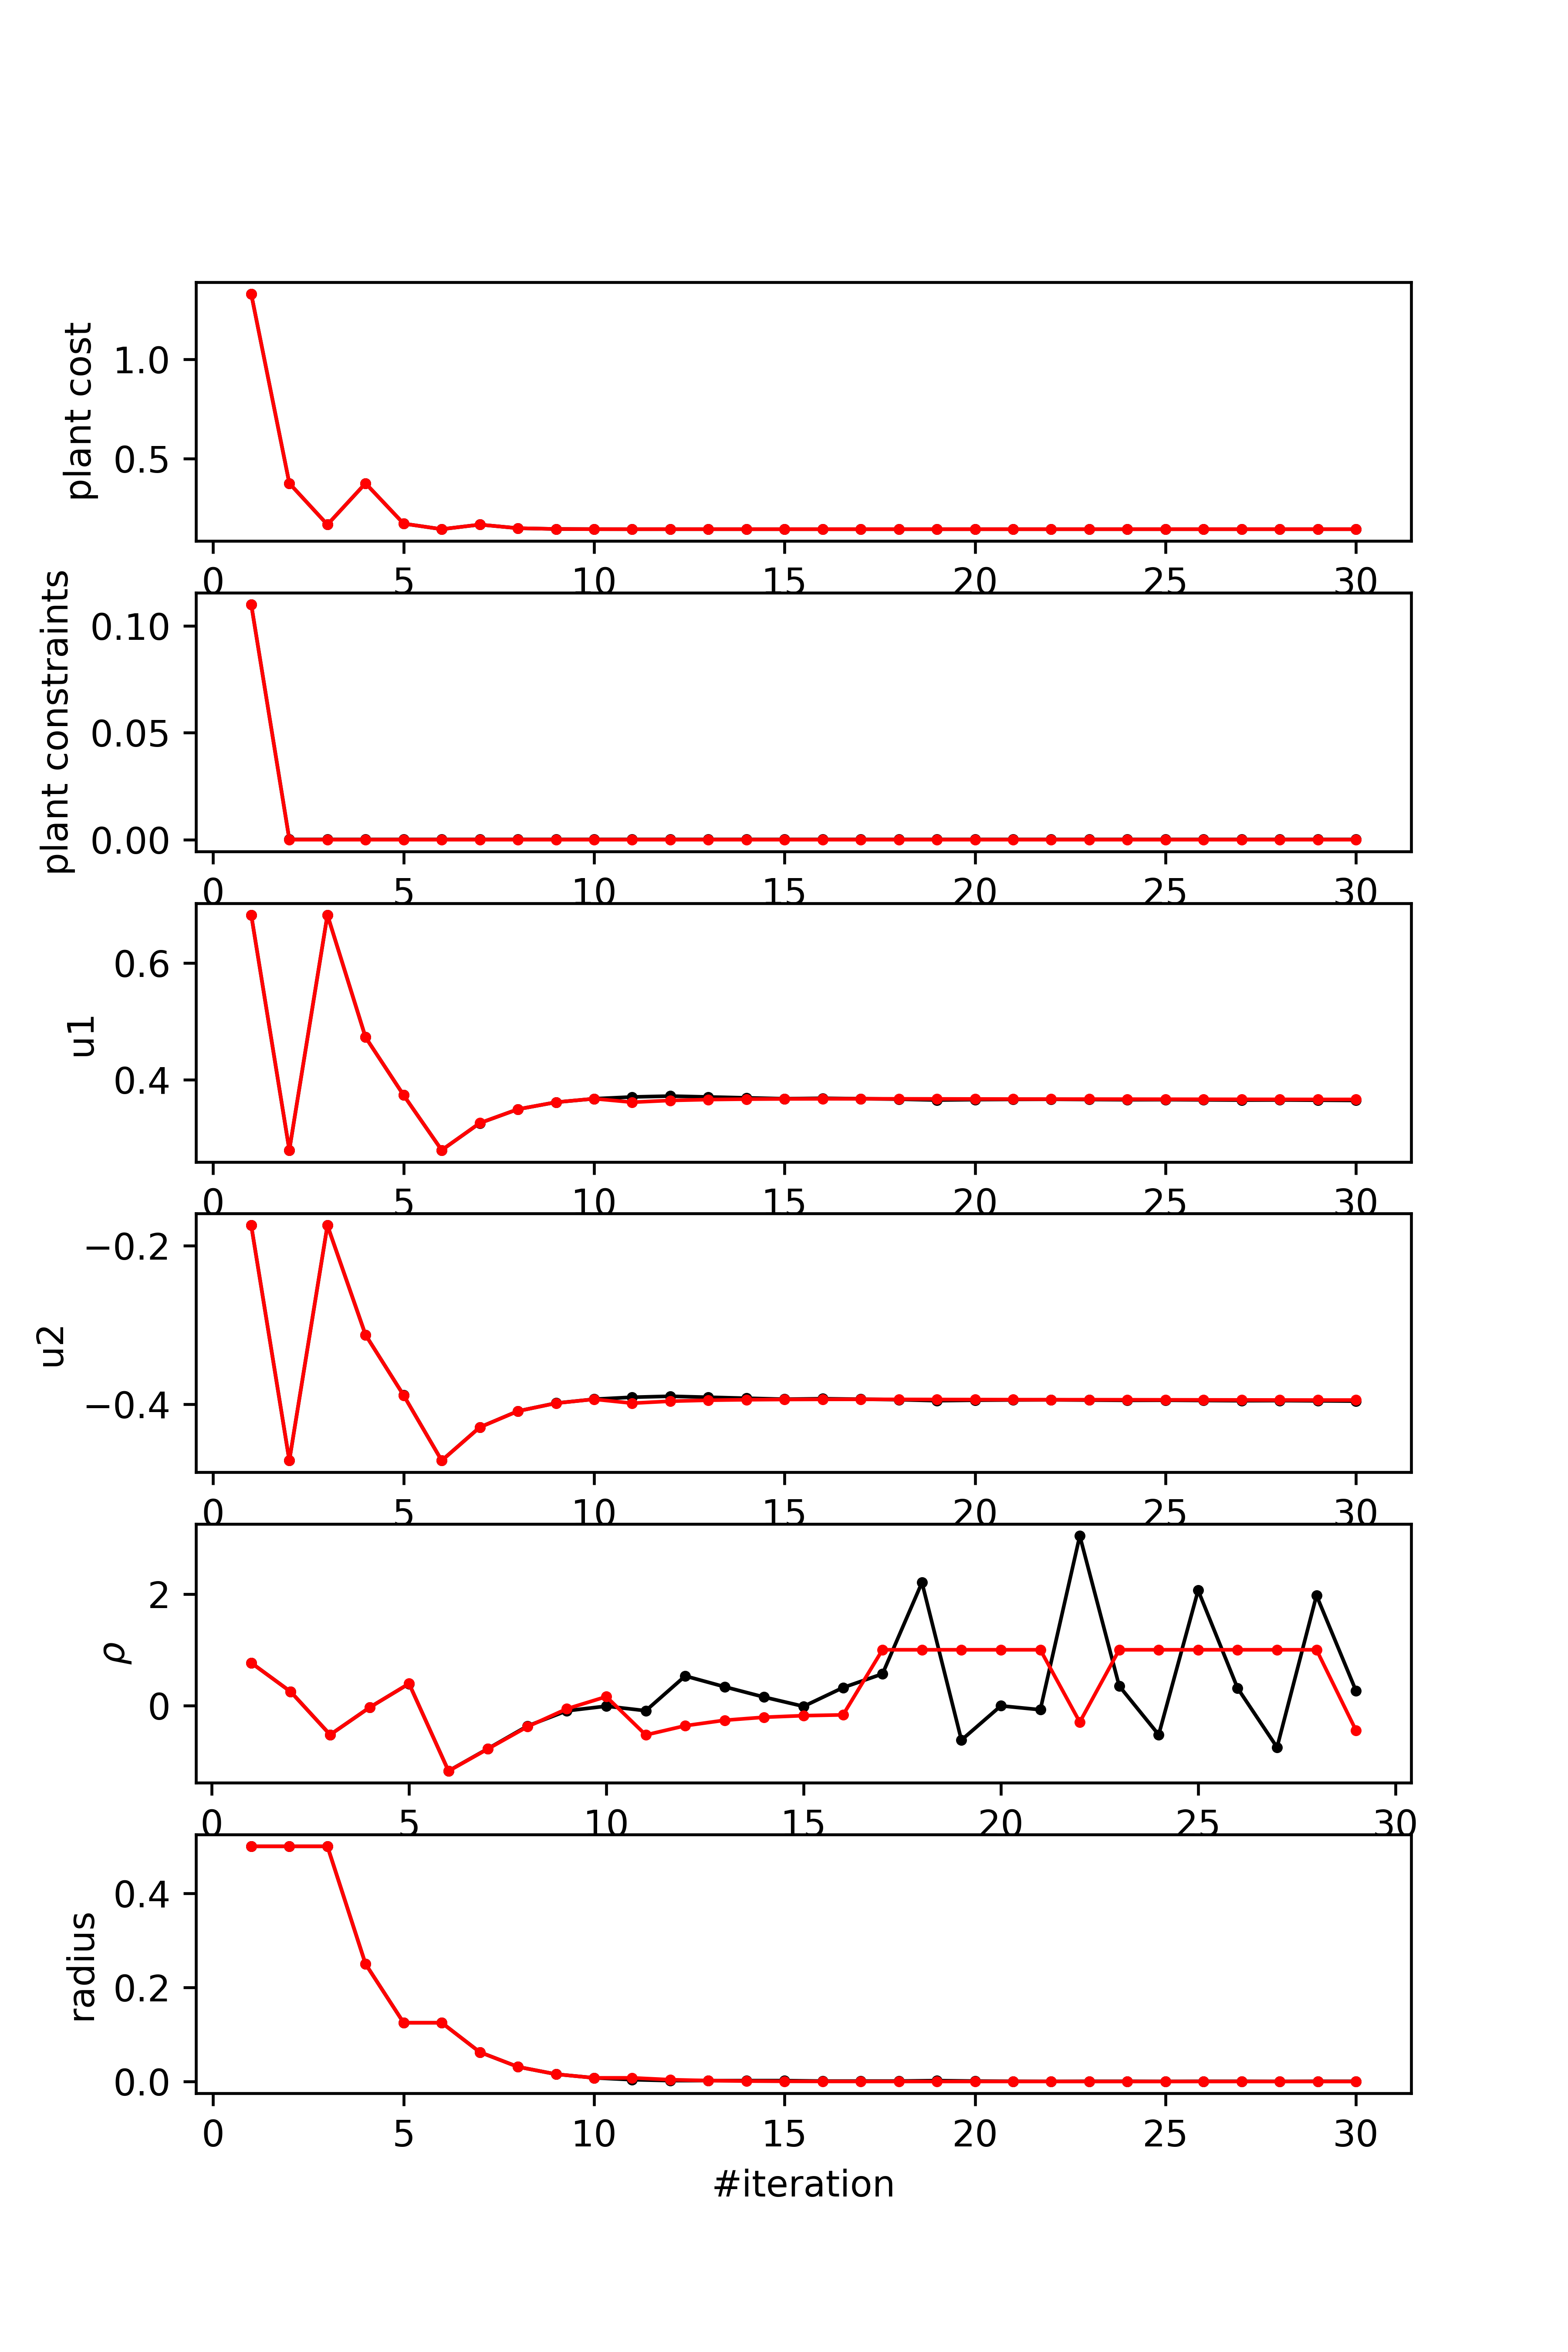 plant cost
1.0
0.5
0 5 10 15 20 25 30
plant constraints
0.10
0.05
0.00
0 5 10 15 20 25 30
u1
0.6
0.4
0 5 10 15 20 25 30
u2
−0.2
−0.4
0 5 10 15 20 25 30
ρ
2
0
0 5 10 15 20 25 30
radius
0.4
0.2
0.0
0 5 10 15 20 25 30
#iteration